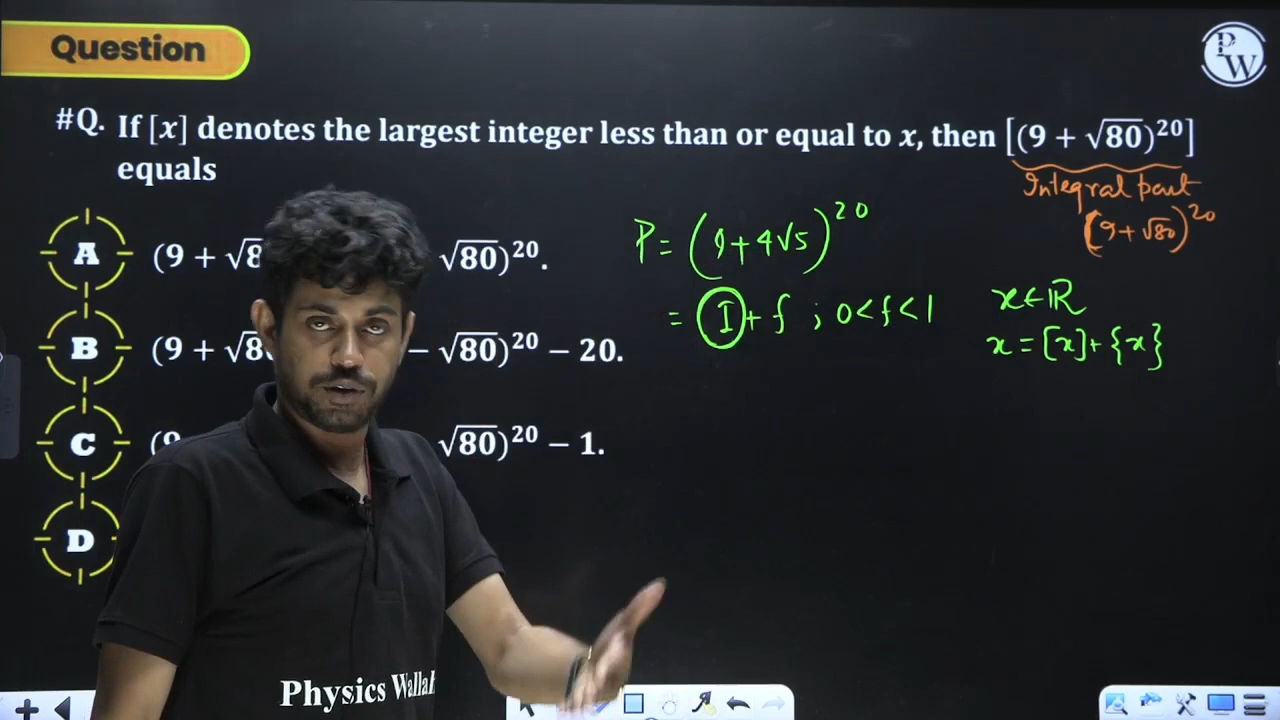 Question
PW
#Q. If [x] denotes the largest integer less than or equal to x, then [(9 + √80)²⁰]
equals
Integral part
(9+√80)²⁰
A (9 + √8 √80)²⁰.
B (9 + √8 − √80)²⁰ − 20.
C (9 √80)²⁰ − 1.
D
P = (9+4√5)²⁰
= I + f ; 0<f<1
x∈ℝ
x = [x]+{x}
Physics Wallah